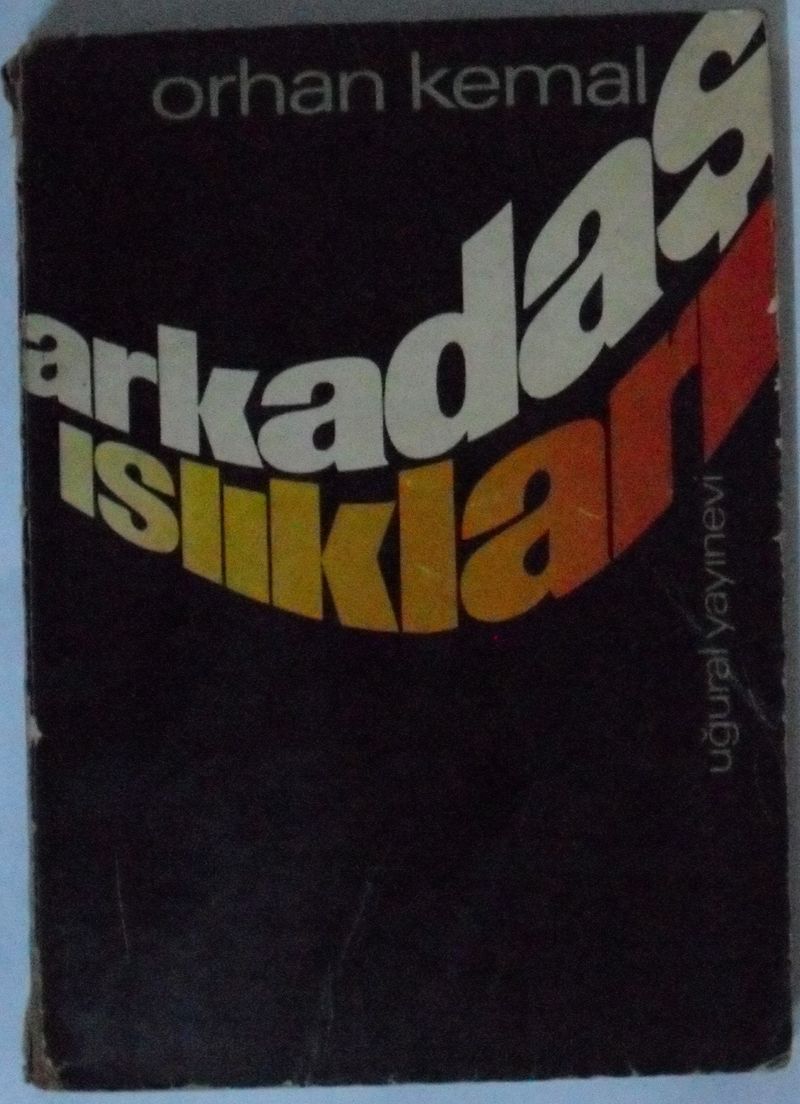 orhan kemal
arkadaş
ıslıkları
uğural yayınevi